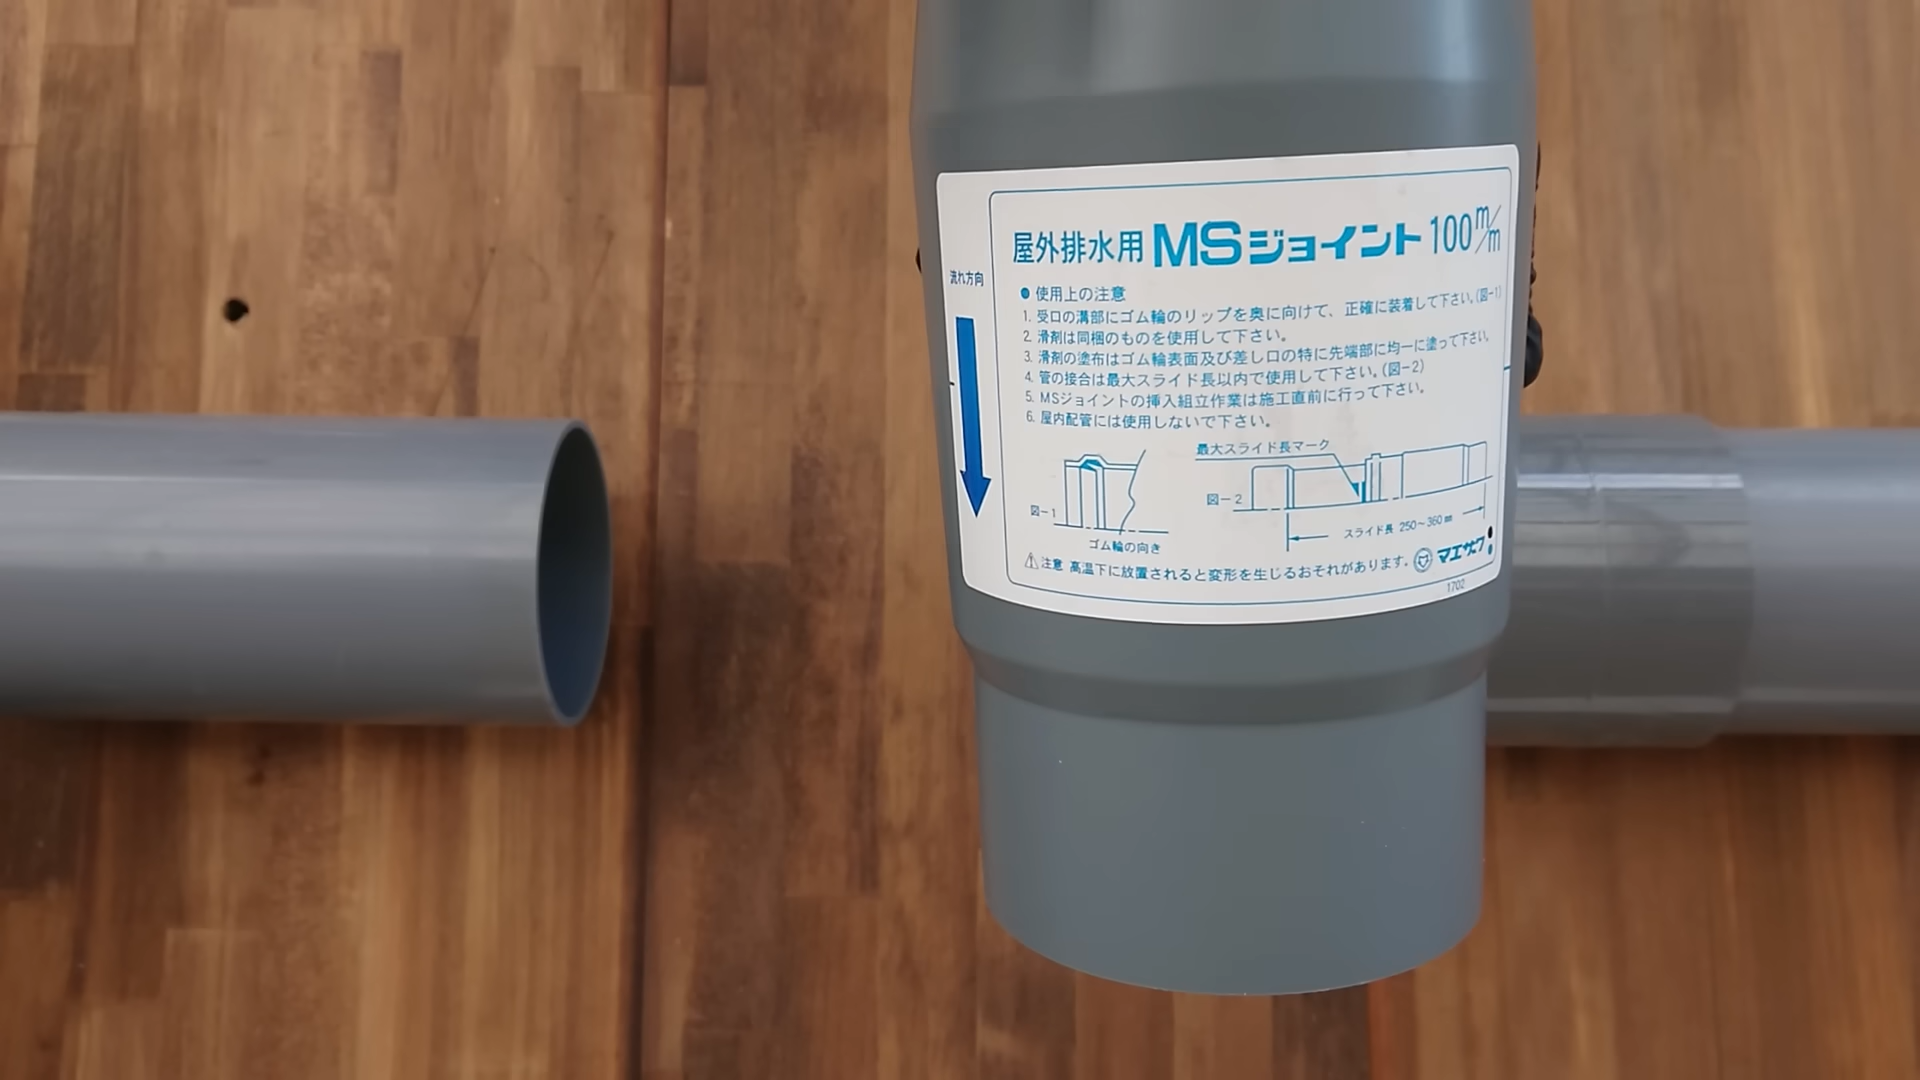 屋外排水用 MSジョイント 100m/m
流れ方向
● 使用上の注意
1. 受口の溝部にゴム輪のリップを奥に向けて、正確に装着して下さい。(図-1)
2. 滑剤は同梱のものを使用して下さい。
3. 滑剤の塗布はゴム輪表面及び差し口の特に先端部に均一に塗って下さい。
4. 管の接合は最大スライド長以内で使用して下さい。(図-2)
5. MSジョイントの挿入組立作業は施工直前に行って下さい。
6. 屋内配管には使用しないで下さい。
最大スライド長マーク
図-1
図-2
スライド長 250～360㎜
ゴム輪の向き
⚠注意 高温下に放置されると変形を生じるおそれがあります。 マエザワ
1702